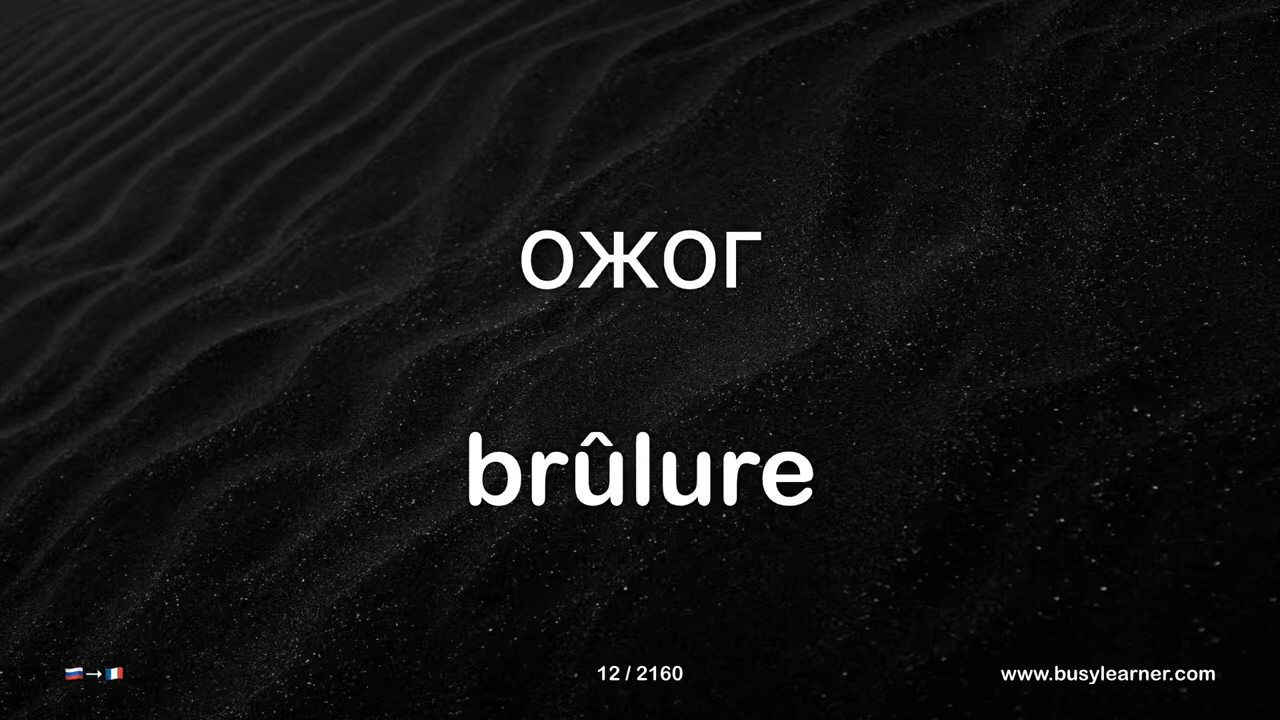 ожог
brûlure
🇷🇺→🇫🇷
12 / 2160
www.busylearner.com